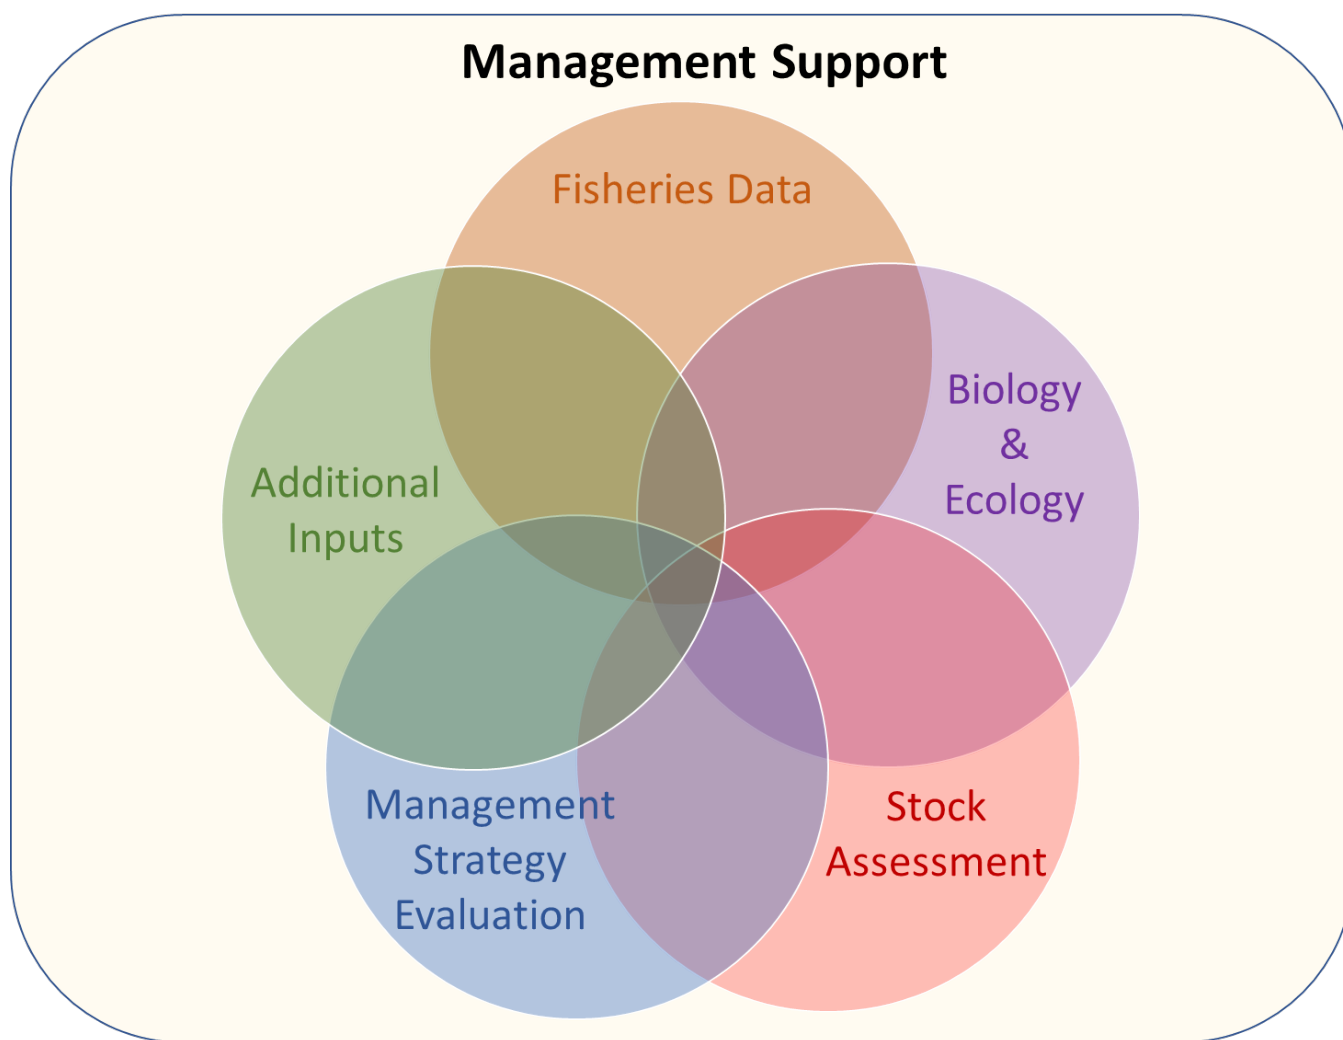 Management Support
Fisheries Data
Biology
&
Ecology
Additional
Inputs
Management
Strategy
Evaluation
Stock
Assessment